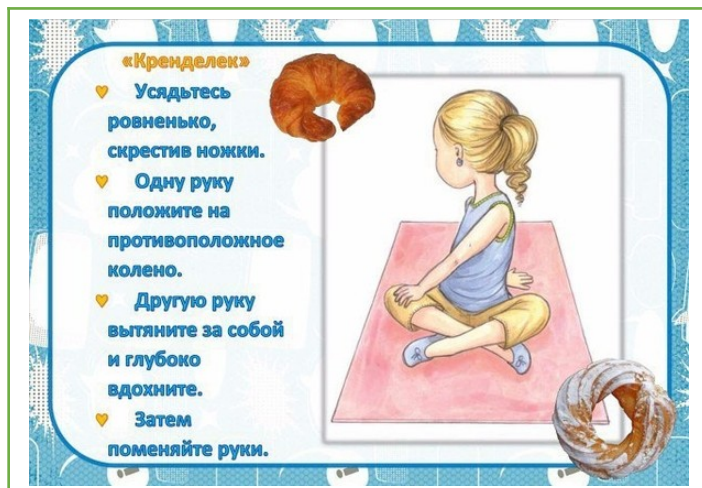 «Кренделек»
Усядьтесь
ровненько,
скрестив ножки.
Одну руку
положите на
противоположное
колено.
Другую руку
вытяните за собой
и глубоко
вдохните.
Затем
поменяйте руки.